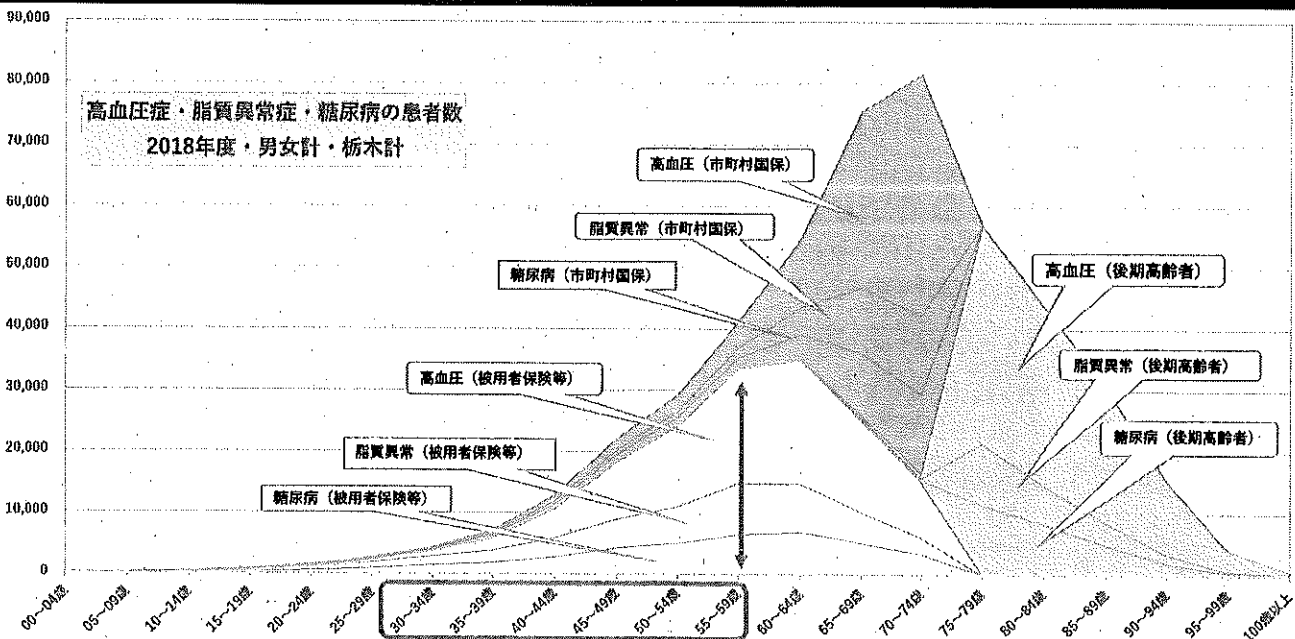 90,000
80,000
70,000
60,000
50,000
40,000
30,000
20,000
10,000
0
高血圧症・脂質異常症・糖尿病の患者数
2018年度・男女計・栃木計
高血圧（市町村国保）
脂質異常（市町村国保）
糖尿病（市町村国保）
高血圧（後期高齢者）
脂質異常（後期高齢者）
糖尿病（後期高齢者）
高血圧（被用者保険等）
脂質異常（被用者保険等）
糖尿病（被用者保険等）
00～04歳
05～09歳
10～14歳
15～19歳
20～24歳
25～29歳
30～34歳
35～39歳
40～44歳
45～49歳
50～54歳
55～59歳
60～64歳
65～69歳
70～74歳
75～79歳
80～84歳
85～89歳
90～94歳
95～99歳
100歳以上